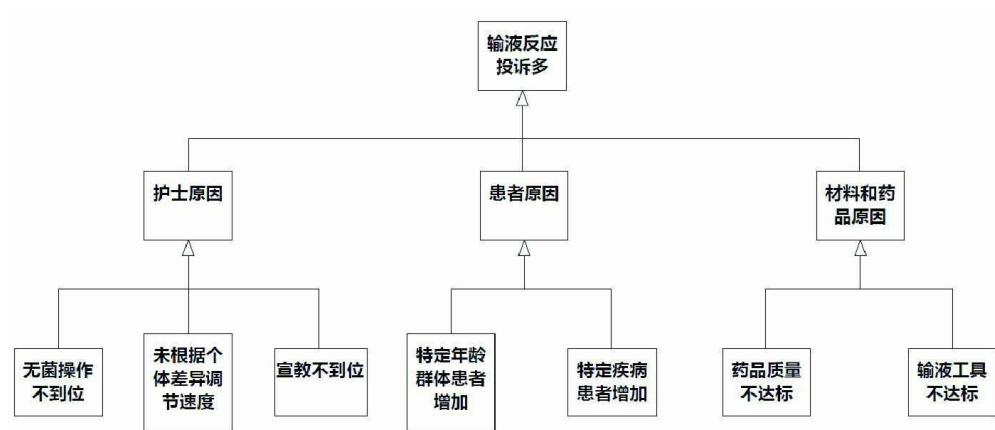 输液反应
投诉多
护士原因
患者原因
材料和药
品原因
无菌操作
不到位
未根据个
体差异调
节速度
宣教不到位
特定年龄
群体患者
增加
特定疾病
患者增加
药品质量
不达标
输液工具
不达标